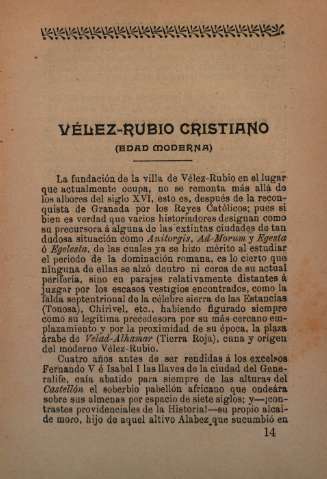 VÉLEZ-RUBIO CRISTIANO
(EDAD MODERNA)
La fundación de la villa de Vélez-Rubio en el lugar
que actualmente ocupa, no se remonta más allá de
los albores del siglo XVI, esto es, después de la recon-
quista de Granada por los Reyes Católicos; pues si
bien es verdad que varios historiadores designan como
su precursora á alguna de las extintas ciudades de tan
dudosa situación como Anitorgis, Ad-Morum y Egesta
ó Egelesta, de las cuales ya se hizo mérito al estudiar
el periodo de la dominación romana, es lo cierto que
ninguna de ellas se alzó dentro ni cerca de su actual
periferia, sino en parajes relativamente distantes á
juzgar por los escasos vestigios encontrados, como la
falda septentrional de la célebre sierra de las Estancias
(Tonosa), Chirivel, etc., habiendo figurado siempre
como su legítima precedesora por su más cercano em-
plazamiento y por la proximidad de su época, la plaza
árabe de Velad-Alhamar (Tierra Roja), cuna y origen
del moderno Vélez-Rubio.
Cuatro años antes de ser rendidas á los excelsos
Fernando V é Isabel I las llaves de la ciudad del Gene-
ralife, caía abatido para siempre de las alturas del
Castellón el soberbio pabellón africano que ondeára
sobre sus almenas por espacio de siete siglos; y—¡con-
trastes providenciales de la Historia!—su propio alcai-
de moro, hijo de aquel altivo Alabez que sucumbió en
14